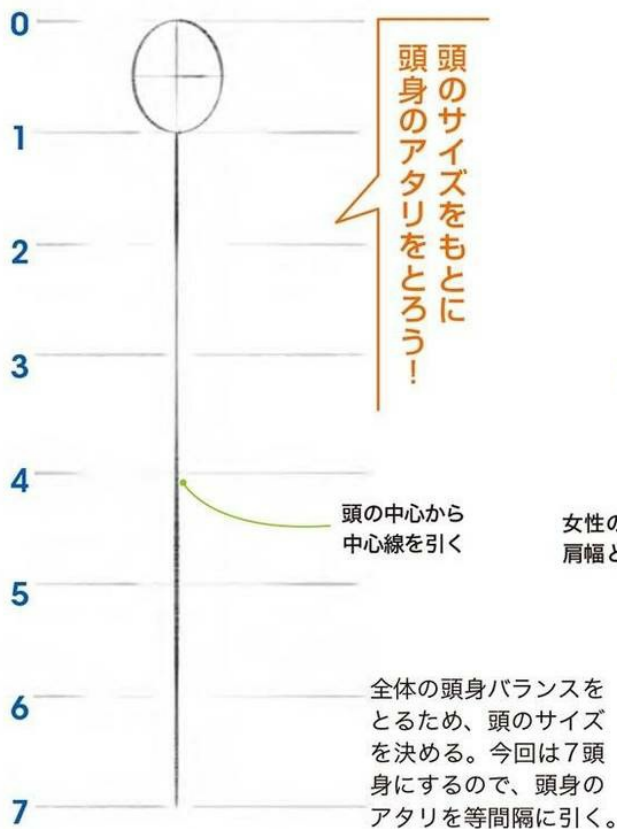 0
1
2
3
4
5
6
7
頭のサイズをもとに
頭身のアタリをとろう！
頭の中心から
中心線を引く
女性の
肩幅と
全体の頭身バランスを
とるため、頭のサイズ
を決める。今回は7頭
身にするので、頭身の
アタリを等間隔に引く。